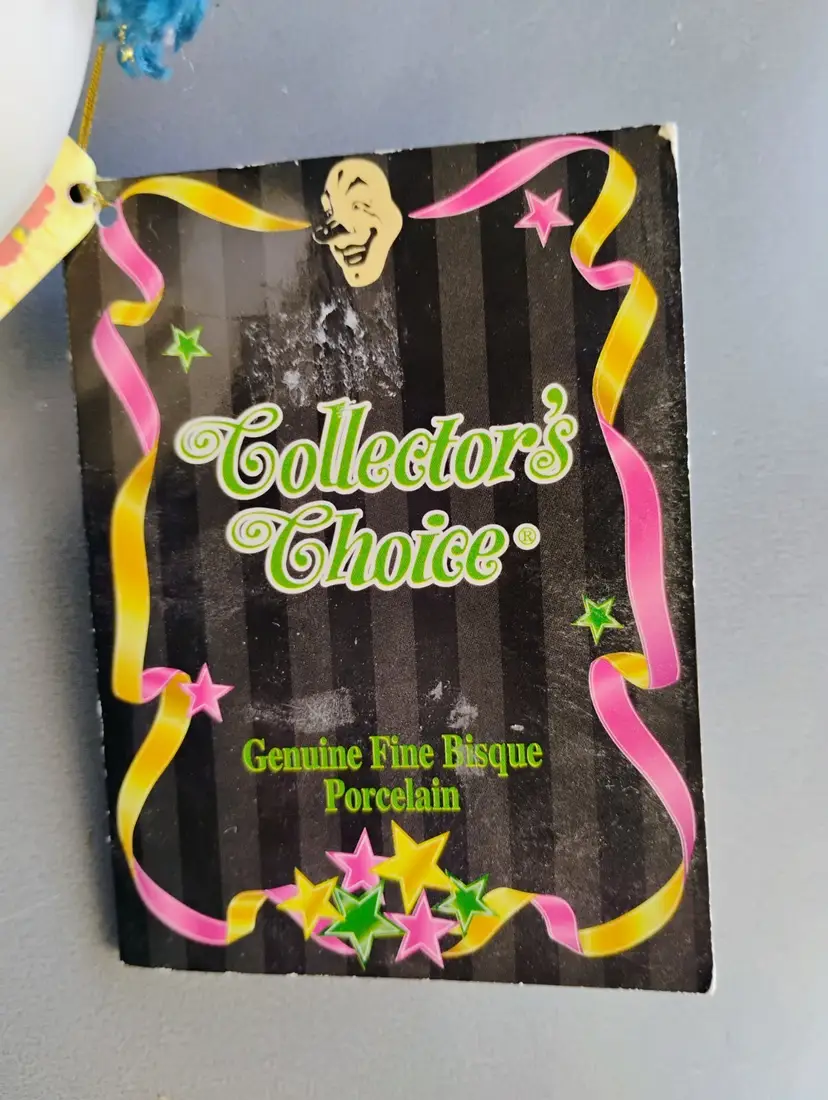 Collector's
Choice®
Genuine Fine Bisque
Porcelain